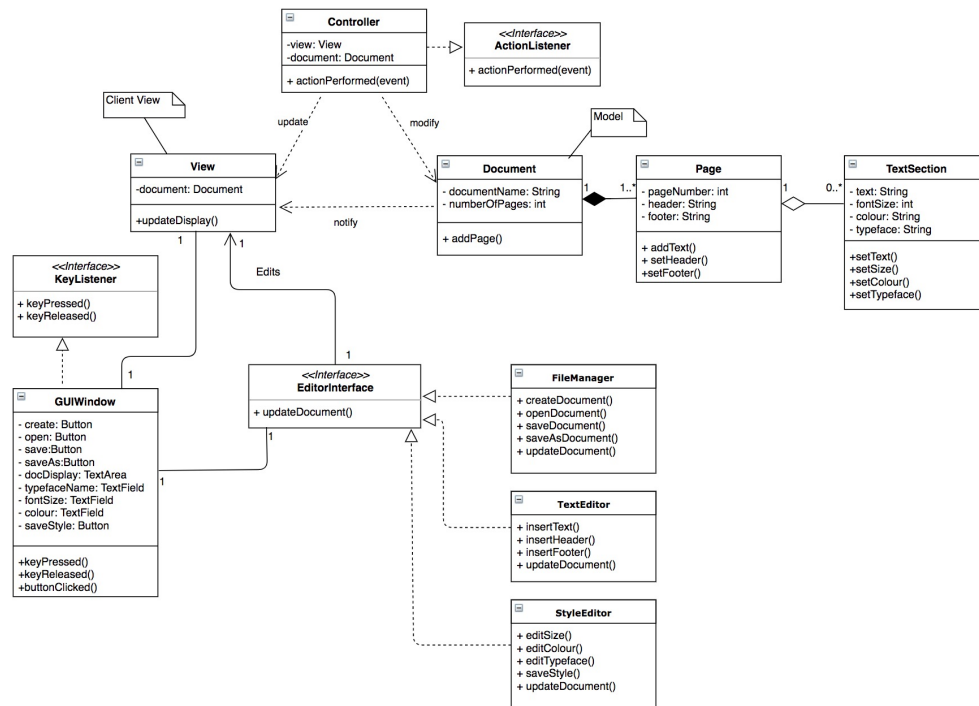 Controller
-view: View
-document: Document
+ actionPerformed(event)
<<Interface>>
ActionListener
+ actionPerformed(event)
Client View
update
modify
Model
View
-document: Document
+updateDisplay()
1
1
notify
Document
- documentName: String
- numberOfPages: int
+ addPage()
1
1..*
Page
- pageNumber: int
- header: String
- footer: String
+ addText()
+ setHeader()
+setFooter()
1
0..*
TextSection
- text: String
- fontSize: int
- colour: String
- typeface: String
+setText()
+setSize()
+setColour()
+setTypeface()
Edits
<<Interface>>
KeyListener
+ keyPressed()
+ keyReleased()
1
1
<<Interface>>
EditorInterface
+ updateDocument()
1
1
GUIWindow
- create: Button
- open: Button
- save:Button
- saveAs:Button
- docDisplay: TextArea
- typefaceName: TextField
- fontSize: TextField
- colour: TextField
- saveStyle: Button
+keyPressed()
+keyReleased()
+buttonClicked()
FileManager
+ createDocument()
+ openDocument()
+ saveDocument()
+ saveAsDocument()
+ updateDocument()
TextEditor
+ insertText()
+ insertHeader()
+ insertFooter()
+ updateDocument()
StyleEditor
+ editSize()
+ editColour()
+ editTypeface()
+ saveStyle()
+ updateDocument()